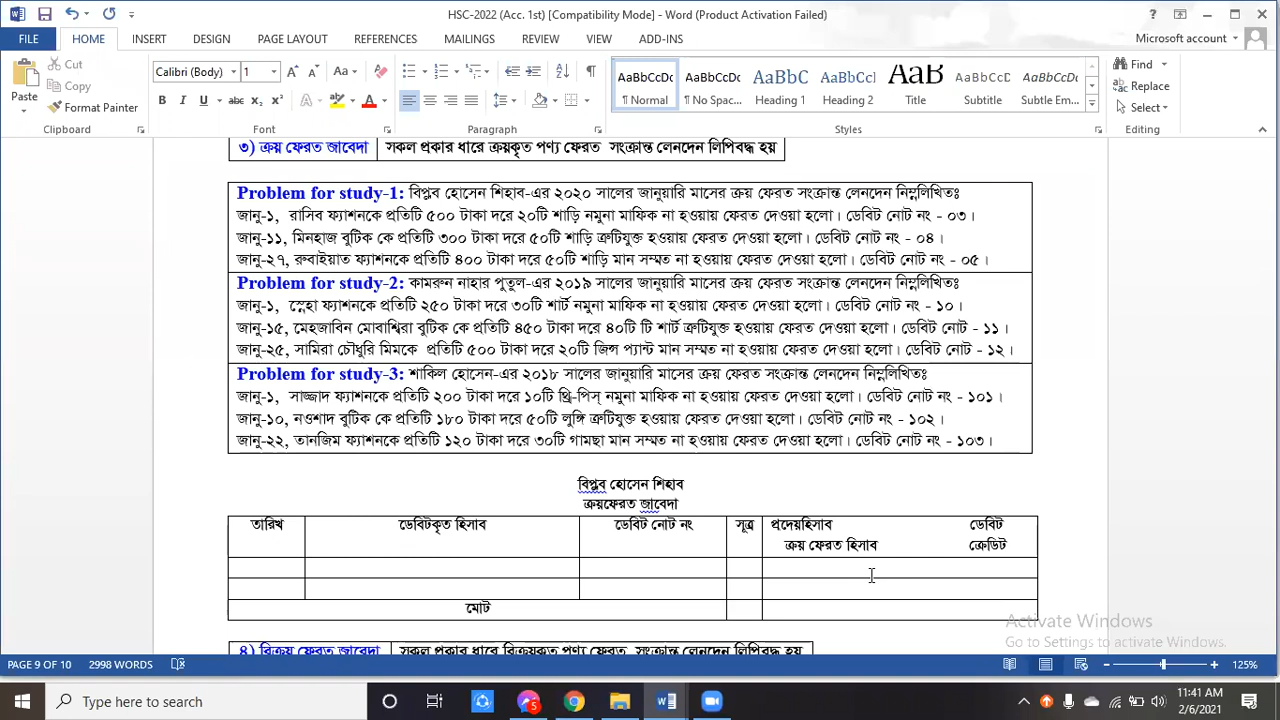 HSC-2022 (Acc. 1st) [Compatibility Mode] - Word (Product Activation Failed)
FILE HOME INSERT DESIGN PAGE LAYOUT REFERENCES MAILINGS REVIEW VIEW ADD-INS Microsoft account
Cut
Copy
Format Painter
Paste
Calibri (Body) 1
AaBbCcDc AaBbCcDc AaBbC AaBbCc AaB AaBbCcD AaBbCcD
¶ Normal ¶ No Spac... Heading 1 Heading 2 Title Subtitle Subtle Em...
Find
Replace
Select
Clipboard Font Paragraph Styles Editing
৩) ক্রয় ফেরত জাবেদা সকল প্রকার ধারে ক্রয়কৃত পণ্য ফেরত সংক্রান্ত লেনদেন লিপিবদ্ধ হয়
Problem for study-1: বিপ্লব হোসেন শিহাব-এর ২০২০ সালের জানুয়ারি মাসের ক্রয় ফেরত সংক্রান্ত লেনদেন নিম্নলিখিতঃ
জানু-১, রাসিব ফ্যাশনকে প্রতিটি ৫০০ টাকা দরে ২০টি শাড়ি নমুনা মাফিক না হওয়ায় ফেরত দেওয়া হলো। ডেবিট নোট নং - ০৩।
জানু-১১, মিনহাজ বুটিক কে প্রতিটি ৩০০ টাকা দরে ৫০টি শাড়ি ত্রুটিযুক্ত হওয়ায় ফেরত দেওয়া হলো। ডেবিট নোট নং - ০৪।
জানু-২৭, রুবাইয়াত ফ্যাশনকে প্রতিটি ৪০০ টাকা দরে ৫০টি শাড়ি মান সম্মত না হওয়ায় ফেরত দেওয়া হলো। ডেবিট নোট নং - ০৫।
Problem for study-2: কামরুন নাহার পুতুল-এর ২০১৯ সালের জানুয়ারি মাসের ক্রয় ফেরত সংক্রান্ত লেনদেন নিম্নলিখিতঃ
জানু-১, স্নেহা ফ্যাশনকে প্রতিটি ২৫০ টাকা দরে ৩০টি শার্ট নমুনা মাফিক না হওয়ায় ফেরত দেওয়া হলো। ডেবিট নোট নং - ১০।
জানু-১৫, মেহজাবিন মোবাশ্বিরা বুটিক কে প্রতিটি ৪৫০ টাকা দরে ৪০টি টি শার্ট ত্রুটিযুক্ত হওয়ায় ফেরত দেওয়া হলো। ডেবিট নোট - ১১।
জানু-২৫, সামিরা চৌধুরি মিমকে প্রতিটি ৫০০ টাকা দরে ২০টি জিন্স প্যান্ট মান সম্মত না হওয়ায় ফেরত দেওয়া হলো। ডেবিট নোট - ১২।
Problem for study-3: শাকিল হোসেন-এর ২০১৮ সালের জানুয়ারি মাসের ক্রয় ফেরত সংক্রান্ত লেনদেন নিম্নলিখিতঃ
জানু-১, সাজ্জাদ ফ্যাশনকে প্রতিটি ২০০ টাকা দরে ১০টি থ্রি-পিস্ নমুনা মাফিক না হওয়ায় ফেরত দেওয়া হলো। ডেবিট নোট নং - ১০১।
জানু-১০, নওশাদ বুটিক কে প্রতিটি ১৮০ টাকা দরে ৫০টি লুঙ্গি ত্রুটিযুক্ত হওয়ায় ফেরত দেওয়া হলো। ডেবিট নোট নং - ১০২।
জানু-২২, তানজিম ফ্যাশনকে প্রতিটি ১২০ টাকা দরে ৩০টি গামছা মান সম্মত না হওয়ায় ফেরত দেওয়া হলো। ডেবিট নোট নং - ১০৩।
বিপ্লব হোসেন শিহাব
ক্রয়ফেরত জাবেদা
তারিখ ডেবিটকৃত হিসাব ডেবিট নোট নং সূত্র প্রদেয়হিসাব ডেবিট
ক্রয় ফেরত হিসাব ক্রেডিট
মোট
৪) বিক্রয় ফেরত জাবেদা সকল প্রকার ধারে বিক্রয়কৃত পণ্য ফেরত সংক্রান্ত লেনদেন লিপিবদ্ধ হয়
Activate Windows
Go to Settings to activate Windows.
PAGE 9 OF 10 2998 WORDS 125%
Type here to search
5
11:41 AM
2/6/2021